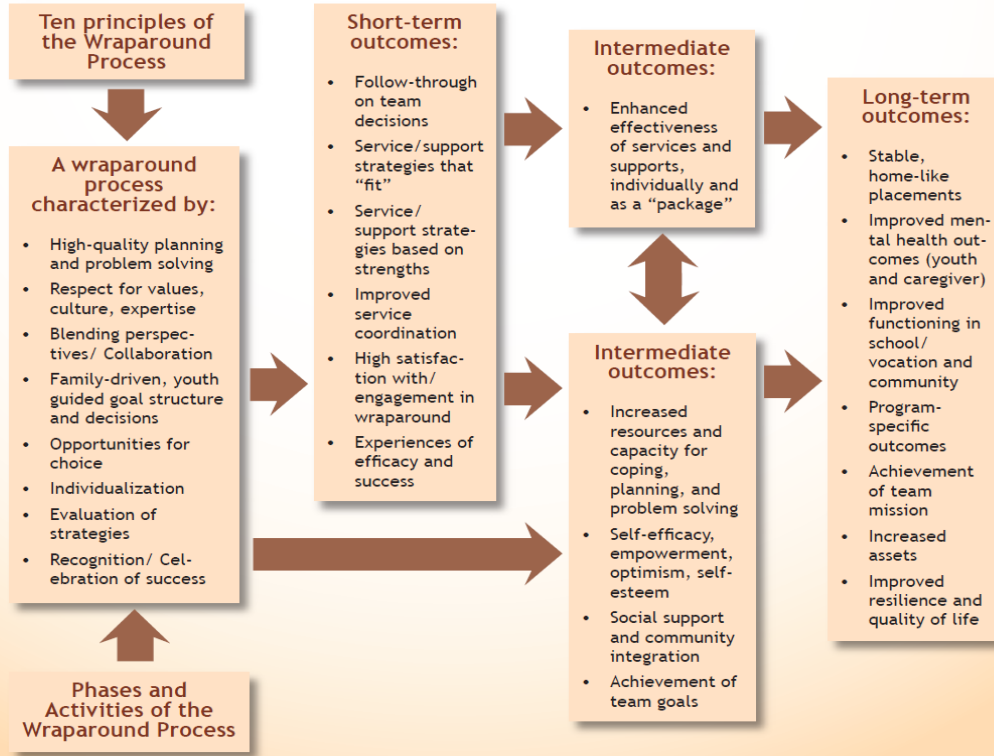 Ten principles of
the Wraparound
Process
A wraparound
process
characterized by:
• High-quality planning
and problem solving
• Respect for values,
culture, expertise
• Blending perspec-
tives/ Collaboration
• Family-driven, youth
guided goal structure
and decisions
• Opportunities for
choice
• Individualization
• Evaluation of
strategies
• Recognition/ Cel-
ebration of success
Phases and
Activities of the
Wraparound Process
Short-term
outcomes:
• Follow-through
on team
decisions
• Service/support
strategies that
“fit”
• Service/
support strate-
gies based on
strengths
• Improved
service
coordination
• High satisfac-
tion with/
engagement in
wraparound
• Experiences of
efficacy and
success
Intermediate
outcomes:
• Enhanced
effectiveness
of services and
supports,
individually and
as a “package”
Intermediate
outcomes:
• Increased
resources and
capacity for
coping,
planning, and
problem solving
• Self-efficacy,
empowerment,
optimism, self-
esteem
• Social support
and community
integration
• Achievement of
team goals
Long-term
outcomes:
• Stable,
home-like
placements
• Improved men-
tal health out-
comes (youth
and caregiver)
• Improved
functioning in
school/
vocation and
community
• Program-
specific
outcomes
• Achievement
of team
mission
• Increased
assets
• Improved
resilience and
quality of life